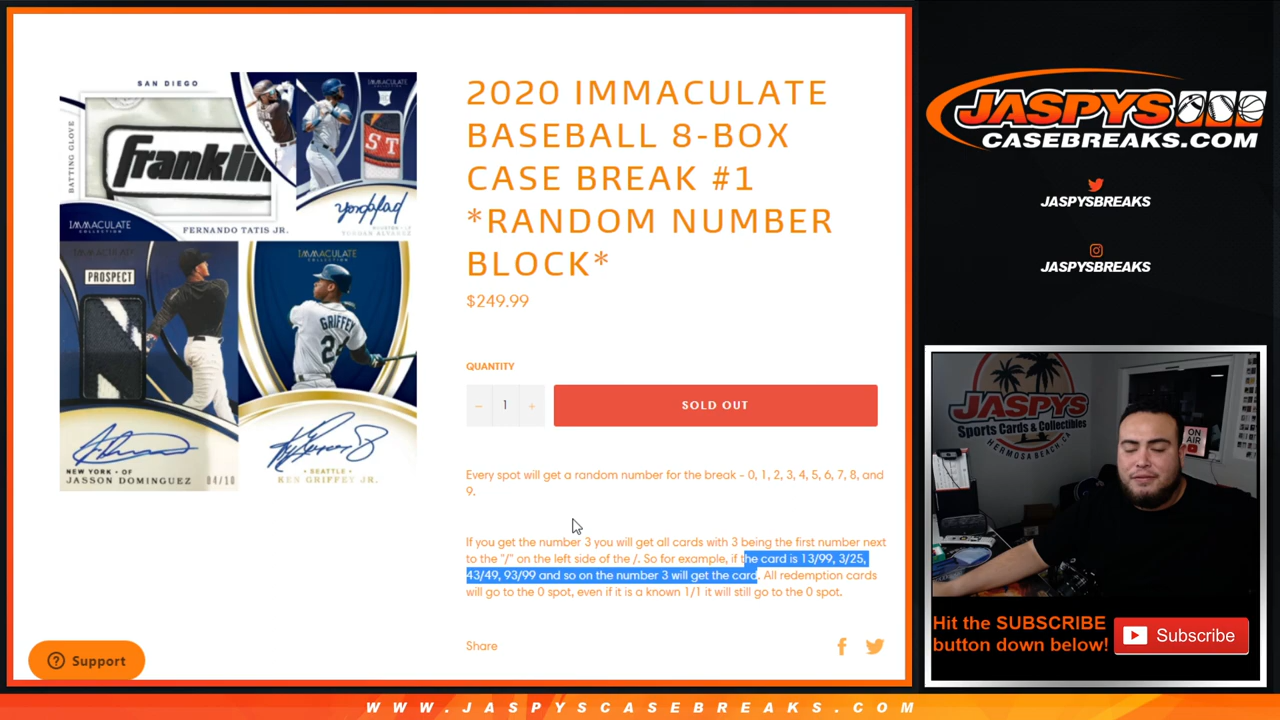 SAN DIEGO
BATTING GLOVE
Franklin
IMMACULATE
COLLECTION
FERNANDO TATIS JR.
IMMACULATE
RC
ST
PROSPECT
NEW YORK • OF
JASSON DOMINGUEZ 04/10
IMMACULATE
COLLECTION
GRIFFEY
24
• SEATTLE •
KEN GRIFFEY JR.
2020 IMMACULATE
BASEBALL 8-BOX
CASE BREAK #1
*RANDOM NUMBER
BLOCK*
$249.99
QUANTITY
− 1 +
SOLD OUT
Every spot will get a random number for the break - 0, 1, 2, 3, 4, 5, 6, 7, 8, and
9.
If you get the number 3 you will get all cards with 3 being the first number next
to the "/" on the left side of the /. So for example, if the card is 13/99, 3/25,
43/49, 93/99 and so on the number 3 will get the card. All redemption cards
will go to the 0 spot, even if it is a known 1/1 it will still go to the 0 spot.
Share
Support
JASPYS
CASEBREAKS.COM
JASPYSBREAKS
JASPYSBREAKS
JASPYS
Sports Cards & Collectibles
HERMOSA BEACH, CA
ON
AIR
Hit the SUBSCRIBE
button down below!
Subscribe
WWW.JASPYSCASEBREAKS.COM